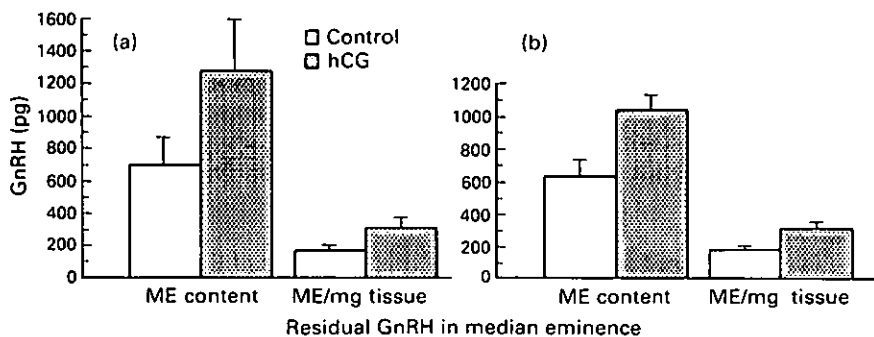 (a)
Control
hCG
(b)
GnRH (pg)
1600
1400
1200
1000
800
600
400
200
0
1200
1000
800
600
400
200
0
ME content
ME/mg tissue
ME content
ME/mg tissue
Residual GnRH in median eminence